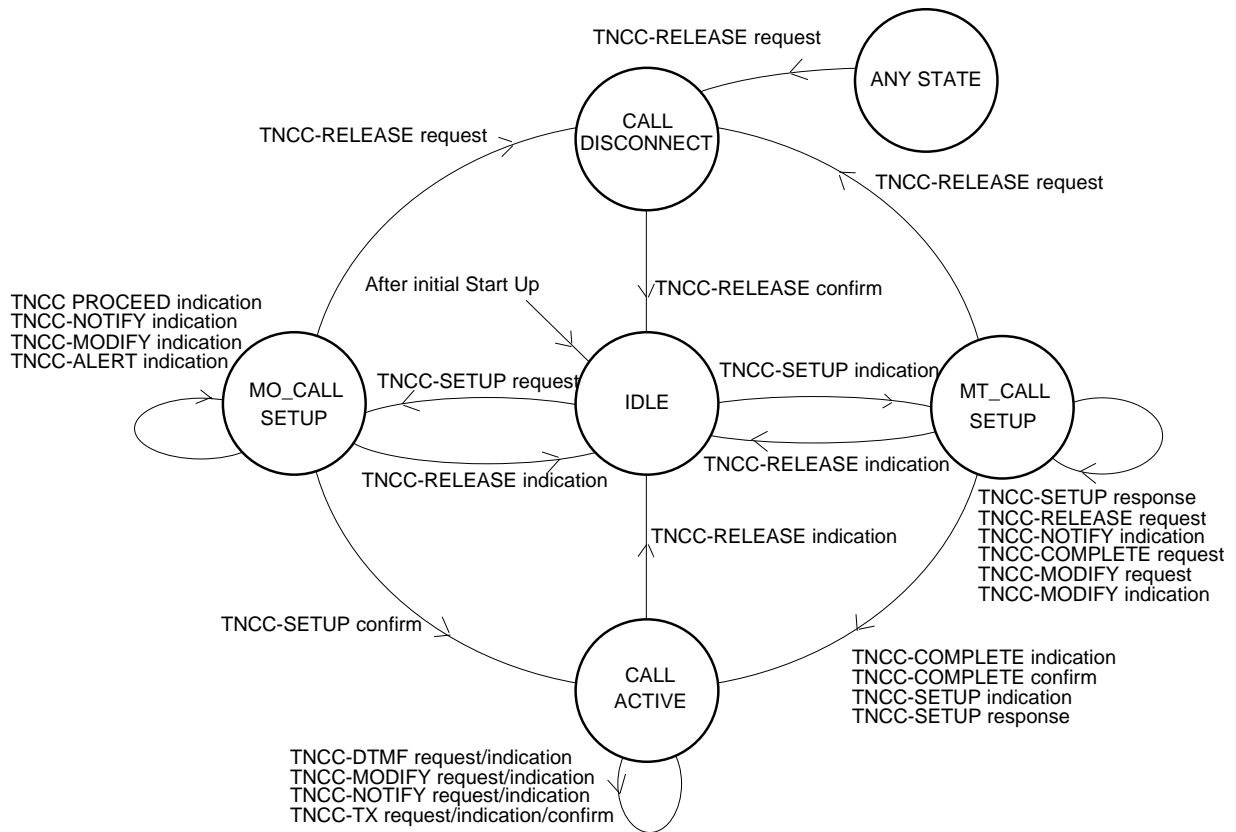 TNCC-RELEASE request
ANY STATE
CALL
DISCONNECT
TNCC-RELEASE request
TNCC-RELEASE request
After initial Start Up
TNCC-RELEASE confirm
TNCC PROCEED indication
TNCC-NOTIFY indication
TNCC-MODIFY indication
TNCC-ALERT indication
MO_CALL
SETUP
TNCC-SETUP request
IDLE
TNCC-SETUP indication
MT_CALL
SETUP
TNCC-RELEASE indication
TNCC-RELEASE indication
TNCC-SETUP response
TNCC-RELEASE request
TNCC-NOTIFY indication
TNCC-COMPLETE request
TNCC-MODIFY request
TNCC-MODIFY indication
TNCC-RELEASE indication
TNCC-SETUP confirm
CALL
ACTIVE
TNCC-COMPLETE indication
TNCC-COMPLETE confirm
TNCC-SETUP indication
TNCC-SETUP response
TNCC-DTMF request/indication
TNCC-MODIFY request/indication
TNCC-NOTIFY request/indication
TNCC-TX request/indication/confirm